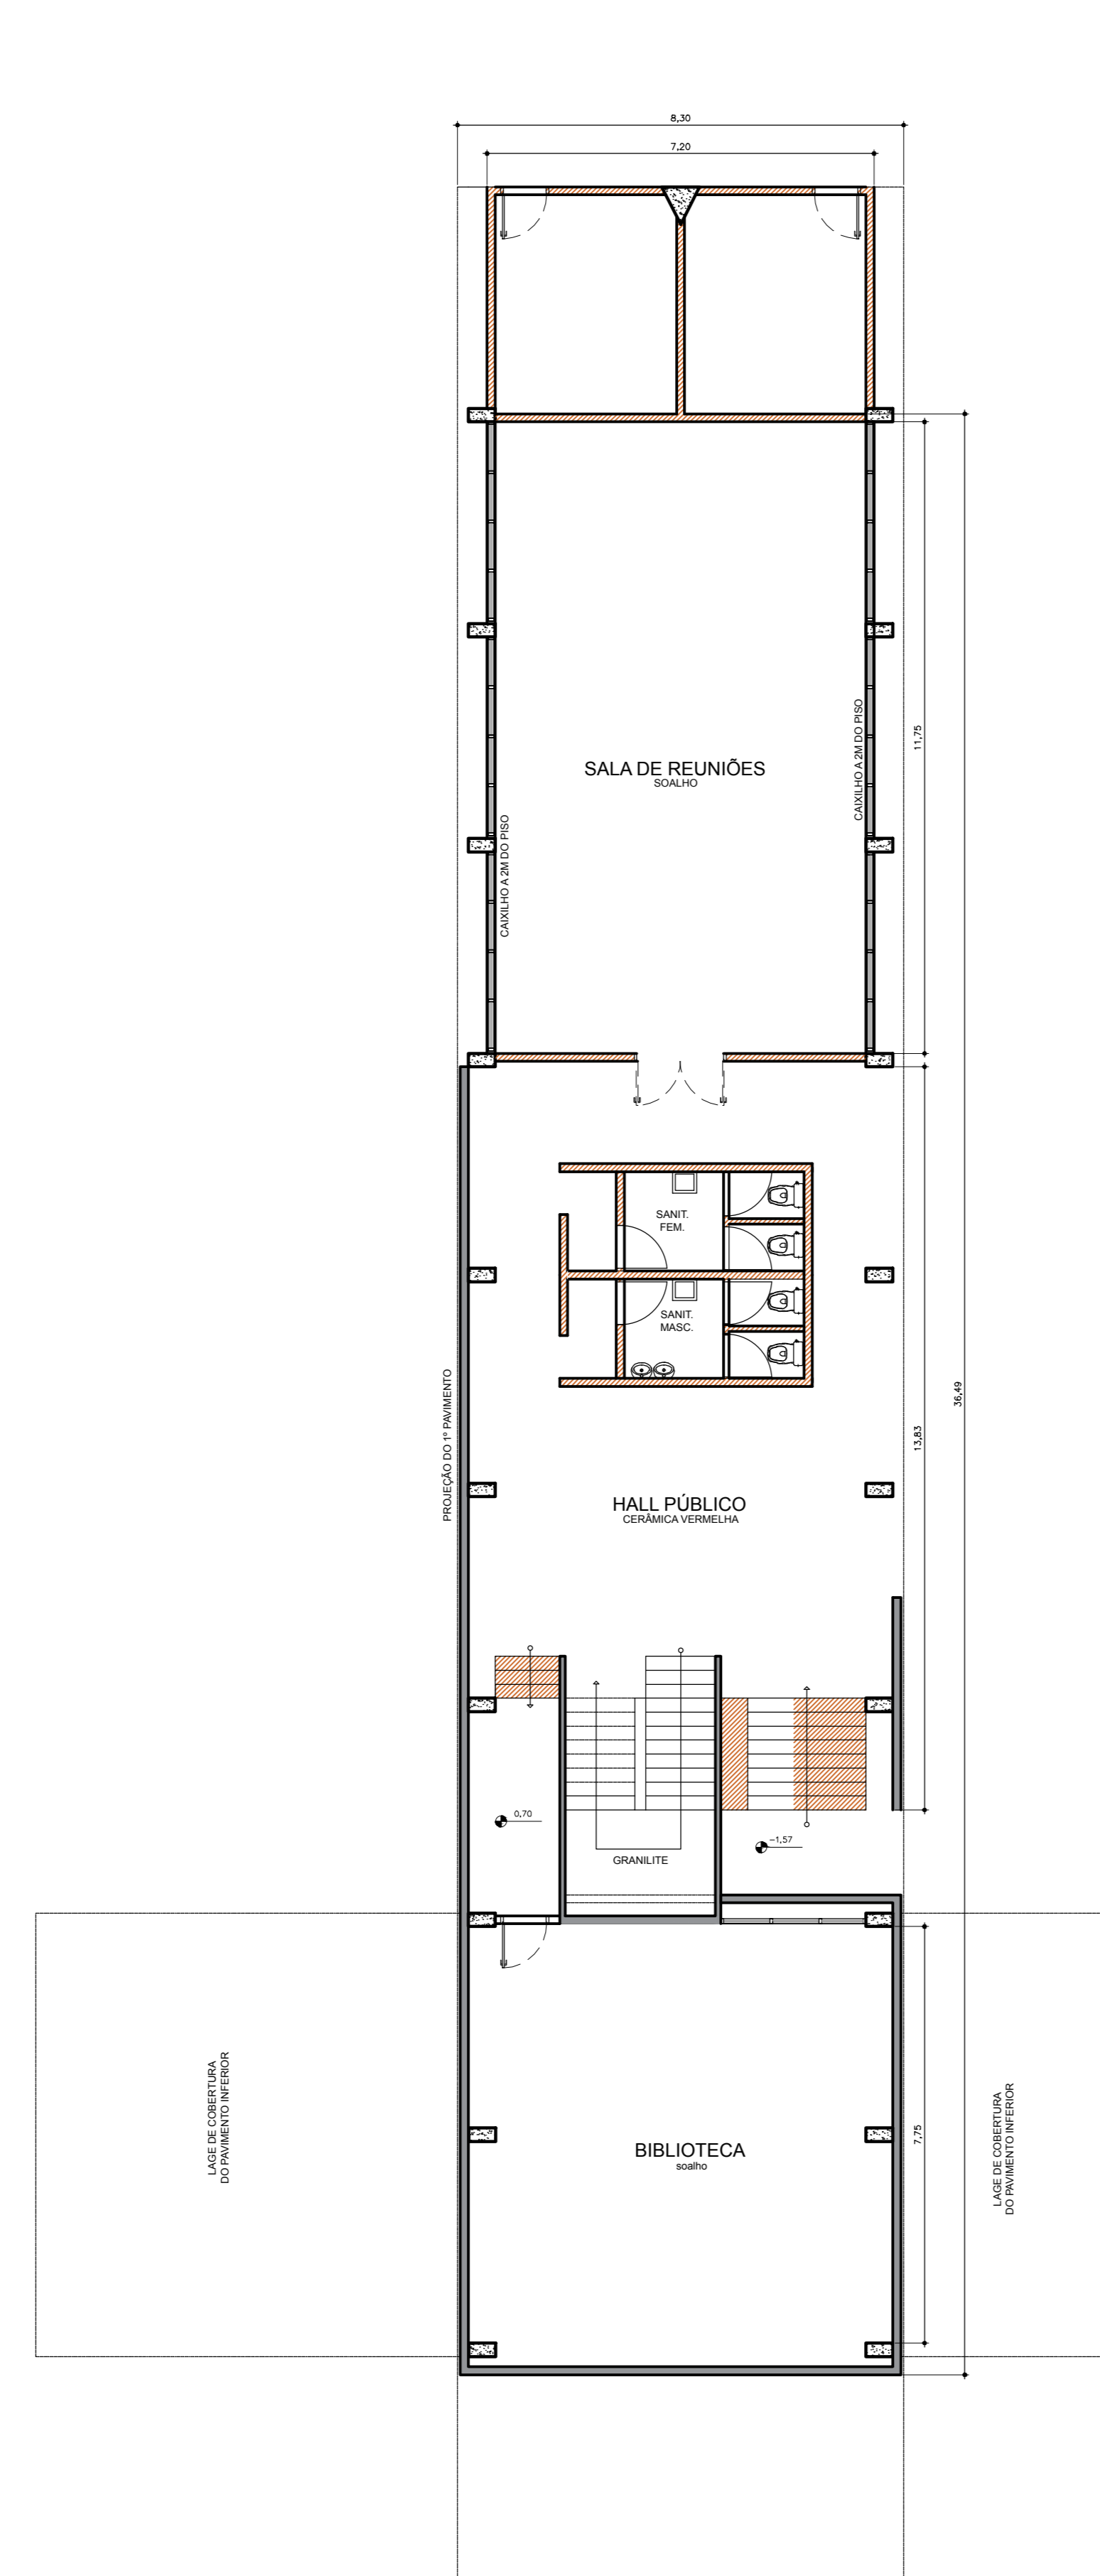 8,30
7,20
SALA DE REUNIÕES
SOALHO
CAIXILHO A 2M DO PISO
CAIXILHO A 2M DO PISO
11,75
SANIT.
FEM.
SANIT.
MASC.
PROJEÇÃO DO 1º PAVIMENTO
36,49
13,83
HALL PÚBLICO
CERÂMICA VERMELHA
0,70
-1,57
GRANILITE
LAGE DE COBERTURA
DO PAVIMENTO INFERIOR
BIBLIOTECA
soalho
7,75
LAGE DE COBERTURA
DO PAVIMENTO INFERIOR